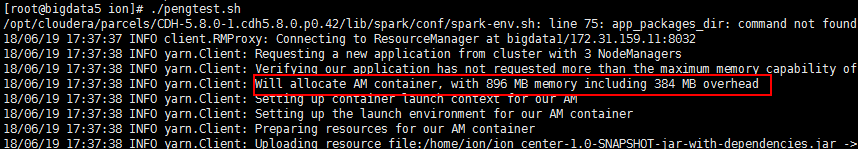 [root@bigdata5 ion]# ./pengtest.sh
/opt/cloudera/parcels/CDH-5.8.0-1.cdh5.8.0.p0.42/lib/spark/conf/spark-env.sh: line 75: app_packages_dir: command not found
18/06/19 17:37:37 INFO client.RMProxy: Connecting to ResourceManager at bigdata1/172.31.159.11:8032
18/06/19 17:37:38 INFO yarn.Client: Requesting a new application from cluster with 3 NodeManagers
18/06/19 17:37:38 INFO yarn.Client: Verifying our application has not requested more than the maximum memory capability of
18/06/19 17:37:38 INFO yarn.Client: Will allocate AM container, with 896 MB memory including 384 MB overhead
18/06/19 17:37:38 INFO yarn.Client: Setting up container launch context for our AM
18/06/19 17:37:38 INFO yarn.Client: Setting up the launch environment for our AM container
18/06/19 17:37:38 INFO yarn.Client: Preparing resources for our AM container
18/06/19 17:37:38 INFO yarn.Client: Uploading resource file:/home/ion/ion center-1.0-SNAPSHOT-jar-with-dependencies.jar ->